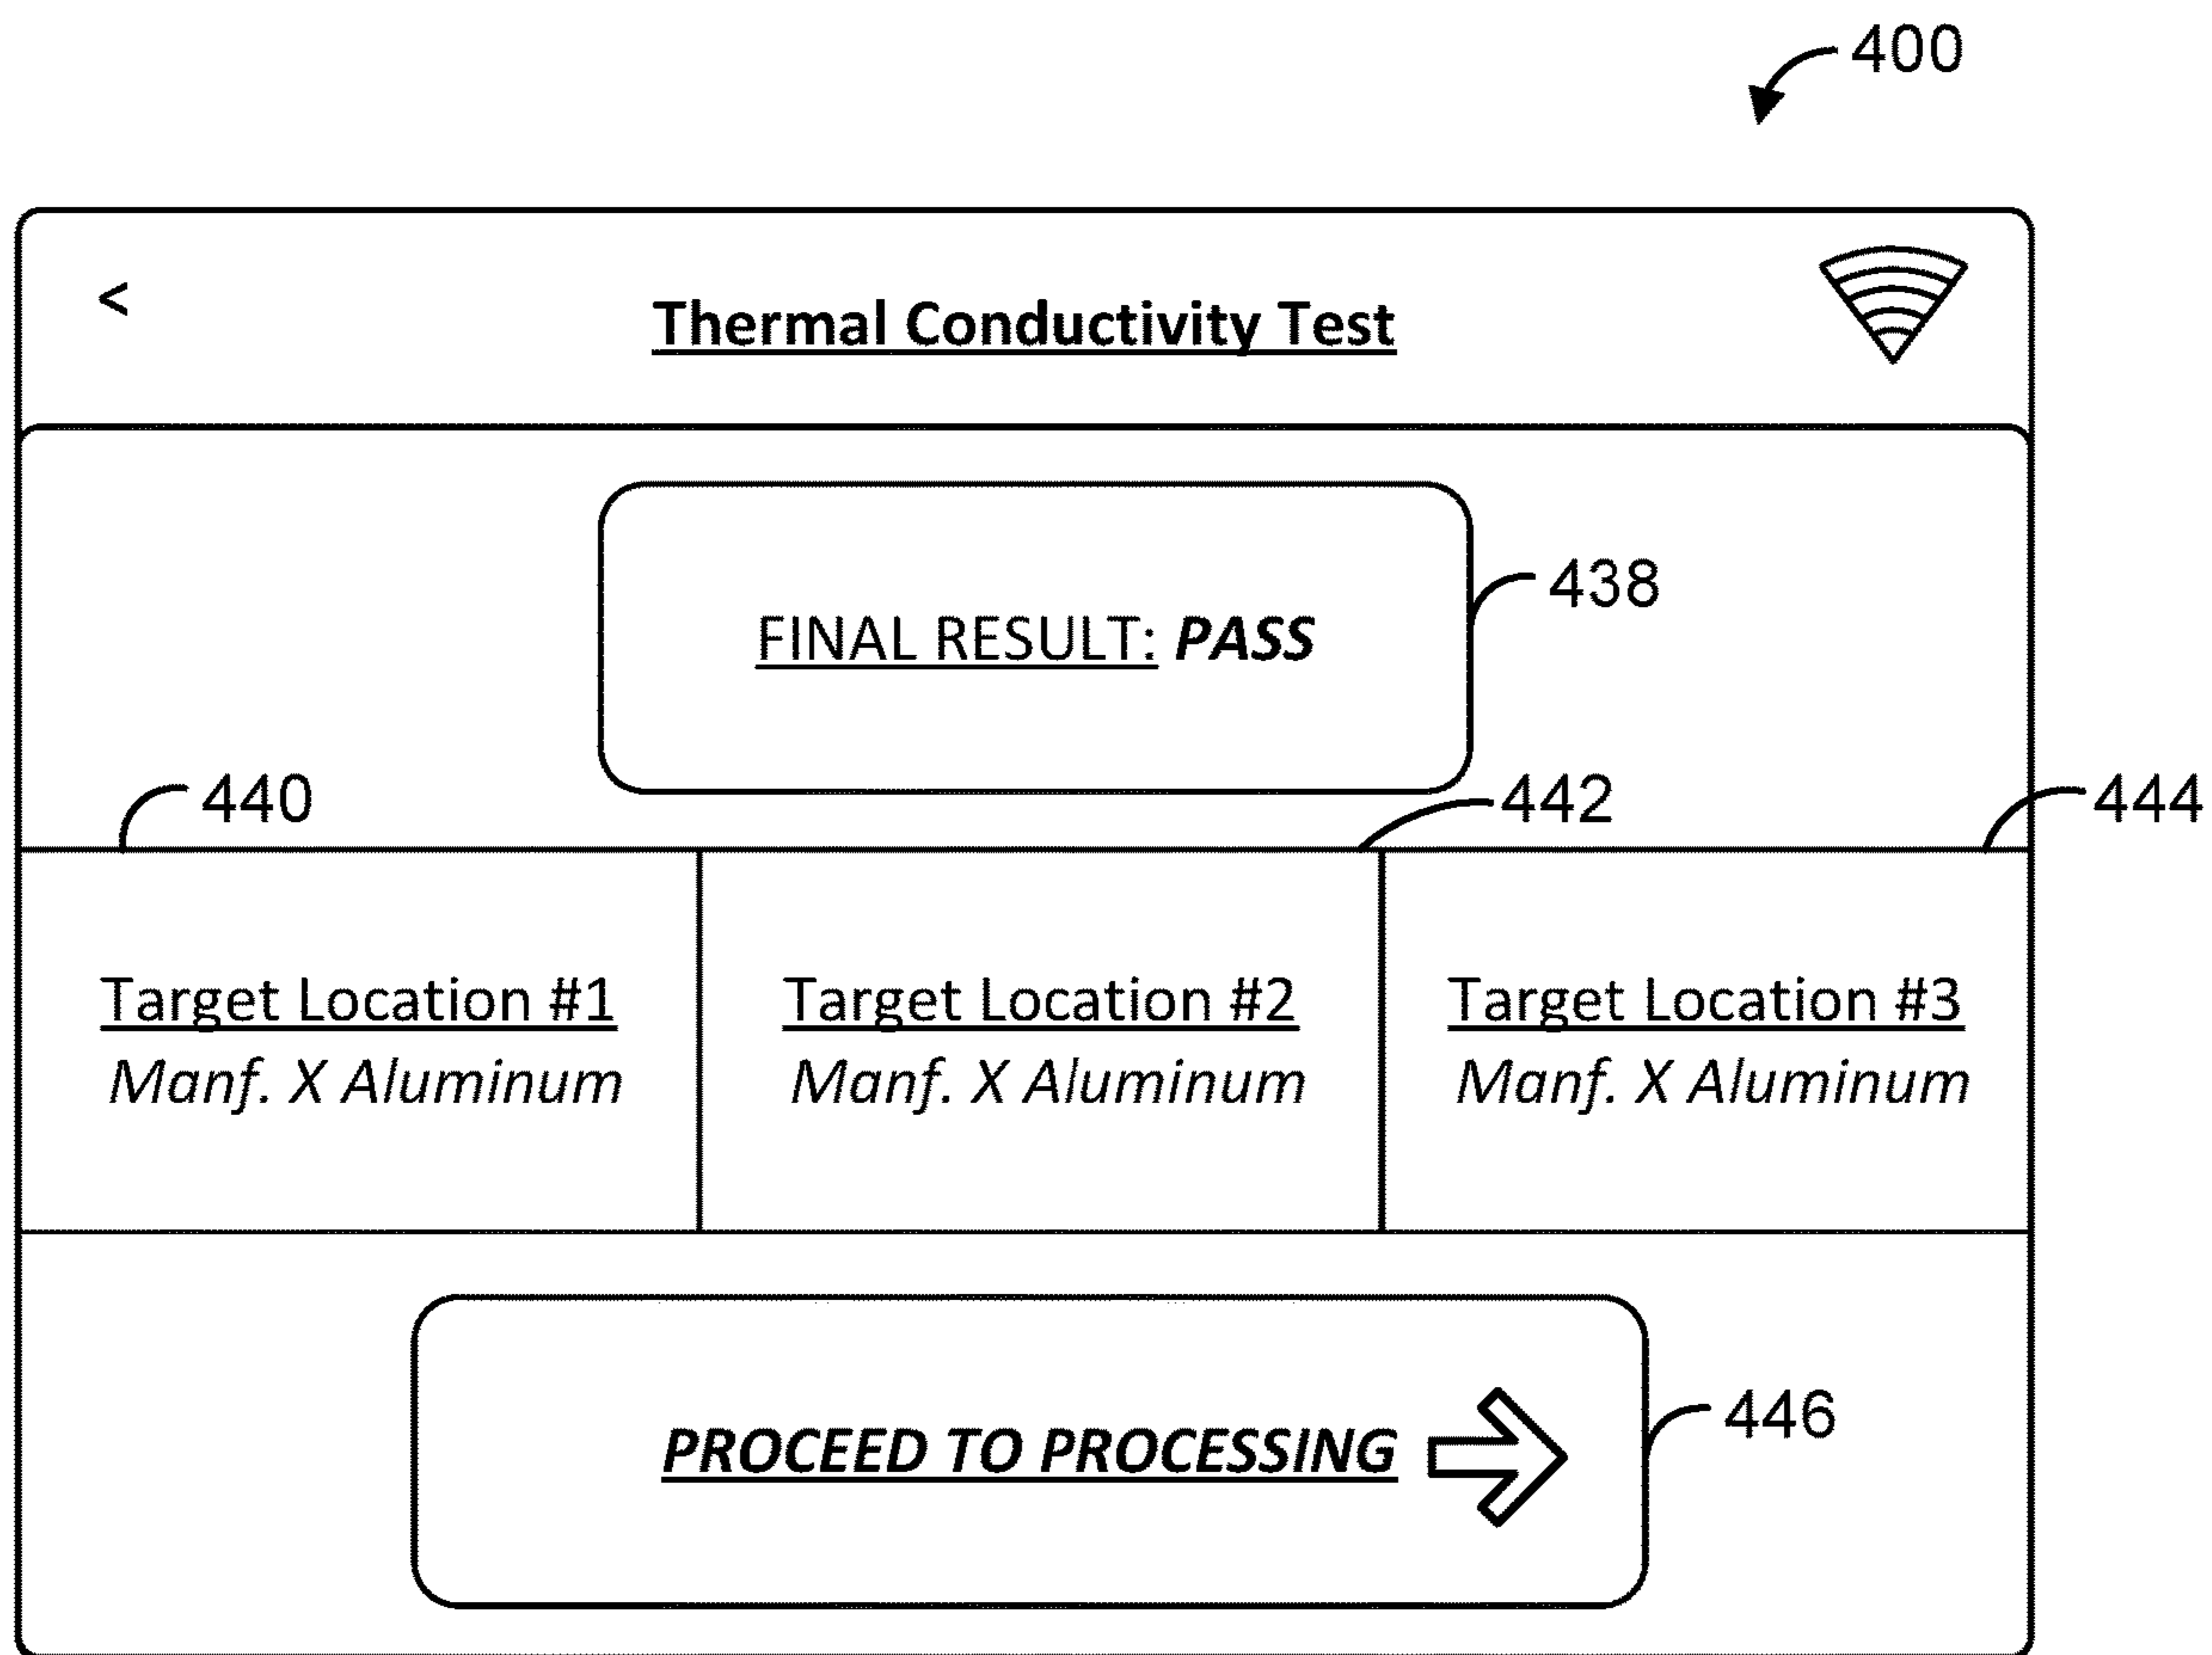 400
<
Thermal Conductivity Test
FINAL RESULT: PASS
438
440
442
444
Target Location #1
Manf. X Aluminum
Target Location #2
Manf. X Aluminum
Target Location #3
Manf. X Aluminum
PROCEED TO PROCESSING
446